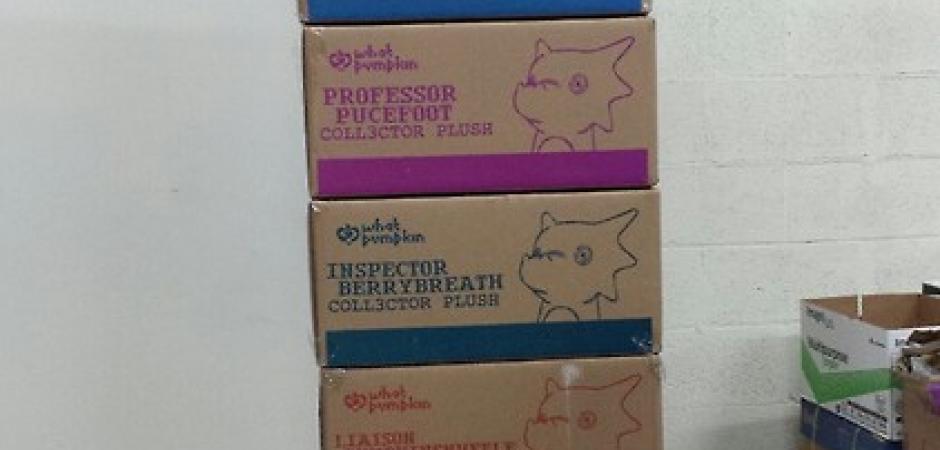 what
pumpkin
PROFESSOR
PUCEFOOT
COLL3CTOR PLUSH
what
pumpkin
INSPECTOR
BERRYBREATH
COLL3CTOR PLUSH
what
pumpkin
LIAISON